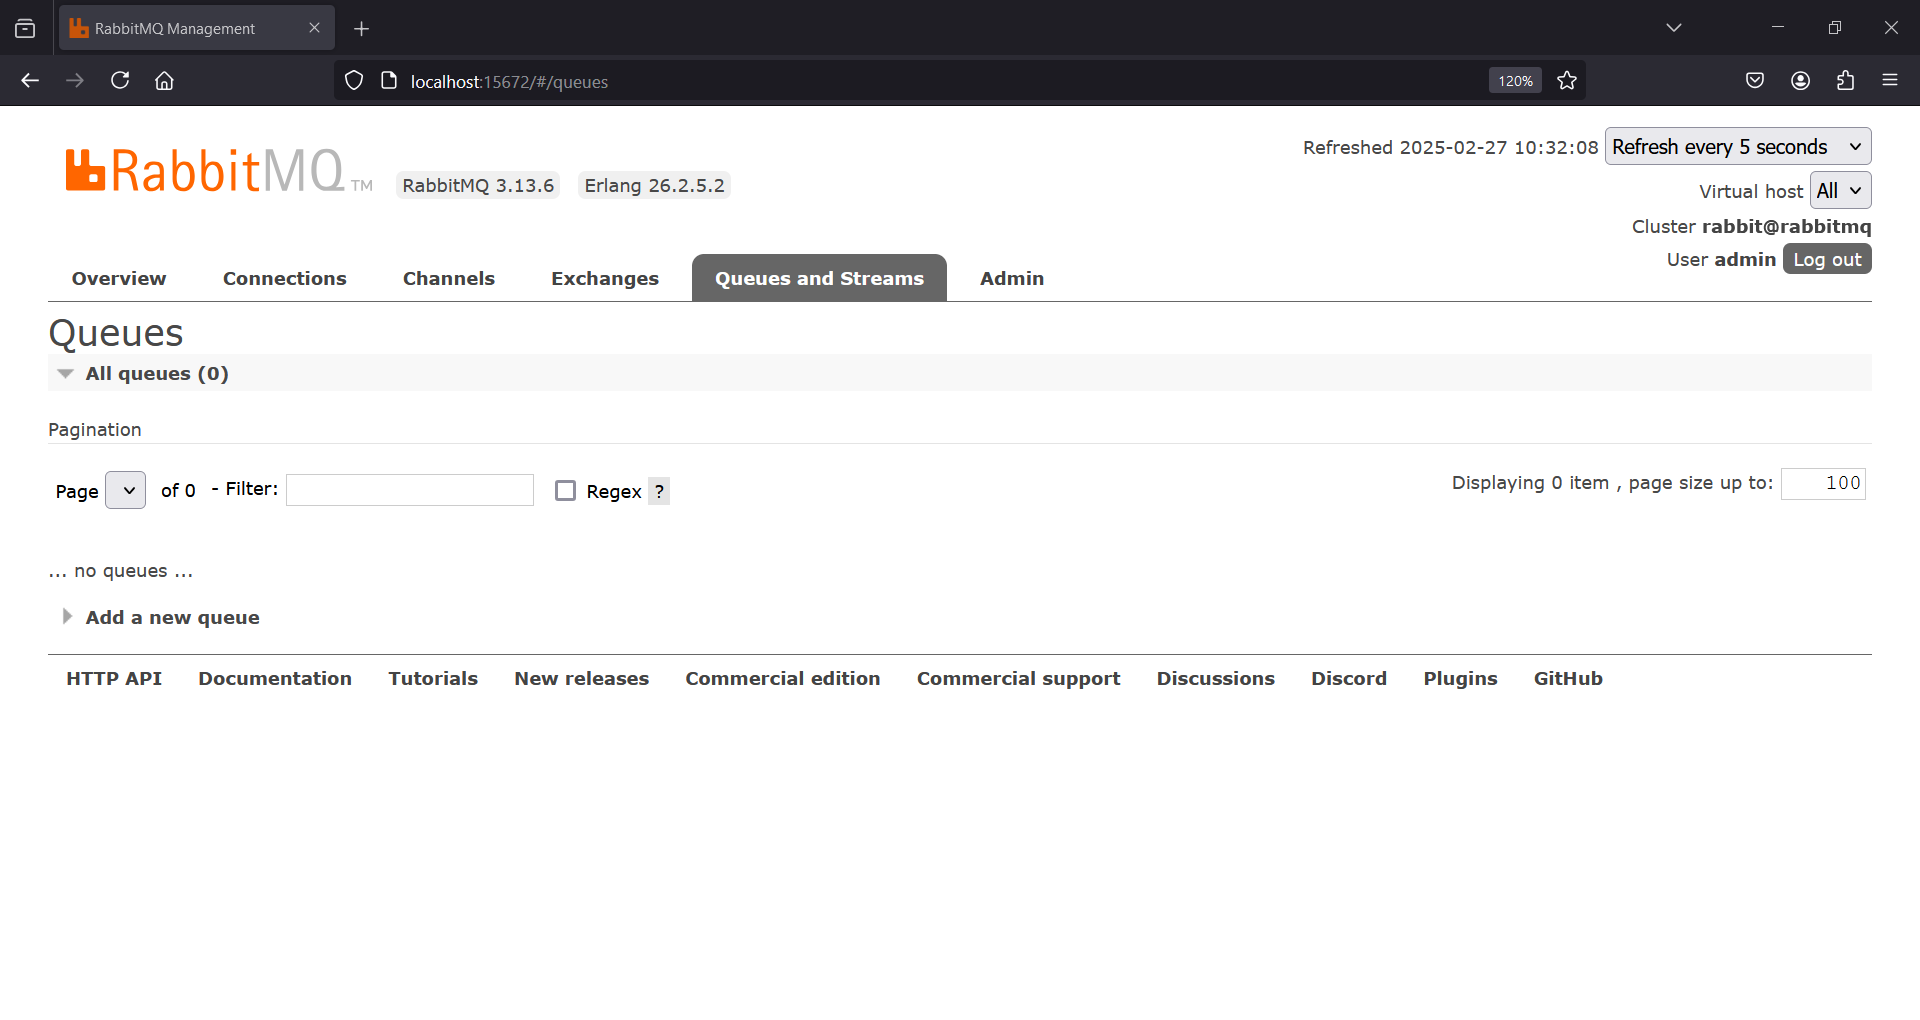 RabbitMQ Management
localhost:15672/#/queues
120%
RabbitMQ TM
RabbitMQ 3.13.6
Erlang 26.2.5.2
Refreshed 2025-02-27 10:32:08
Refresh every 5 seconds
Virtual host
All
Cluster rabbit@rabbitmq
User admin
Log out
Overview
Connections
Channels
Exchanges
Queues and Streams
Admin
Queues
All queues (0)
Pagination
Page
of 0
- Filter:
Regex
?
Displaying 0 item , page size up to:
100
... no queues ...
Add a new queue
HTTP API
Documentation
Tutorials
New releases
Commercial edition
Commercial support
Discussions
Discord
Plugins
GitHub